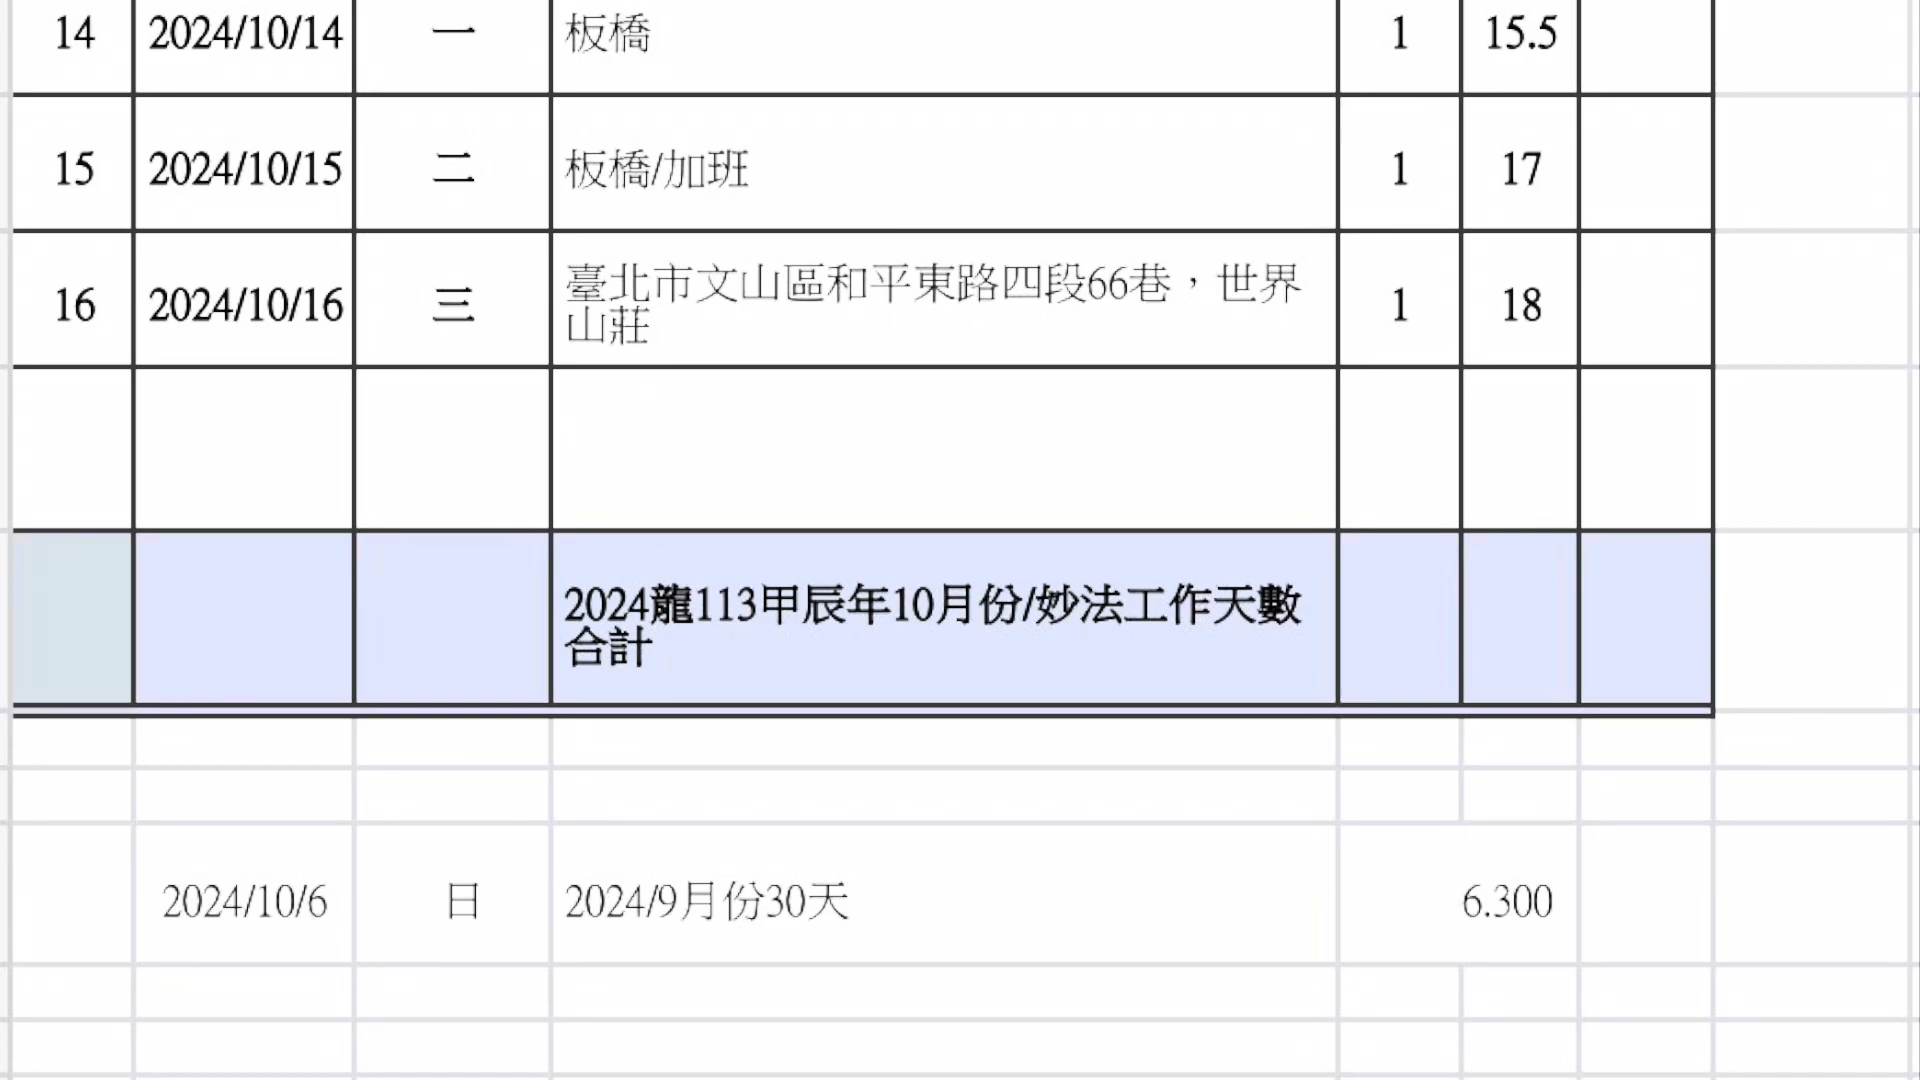 14 2024/10/14 一 板橋 1 15.5
15 2024/10/15 二 板橋/加班 1 17
16 2024/10/16 三 臺北市文山區和平東路四段66巷，世界
山莊 1 18
2024龍113甲辰年10月份/妙法工作天數
合計
2024/10/6 日 2024/9月份30天 6.300